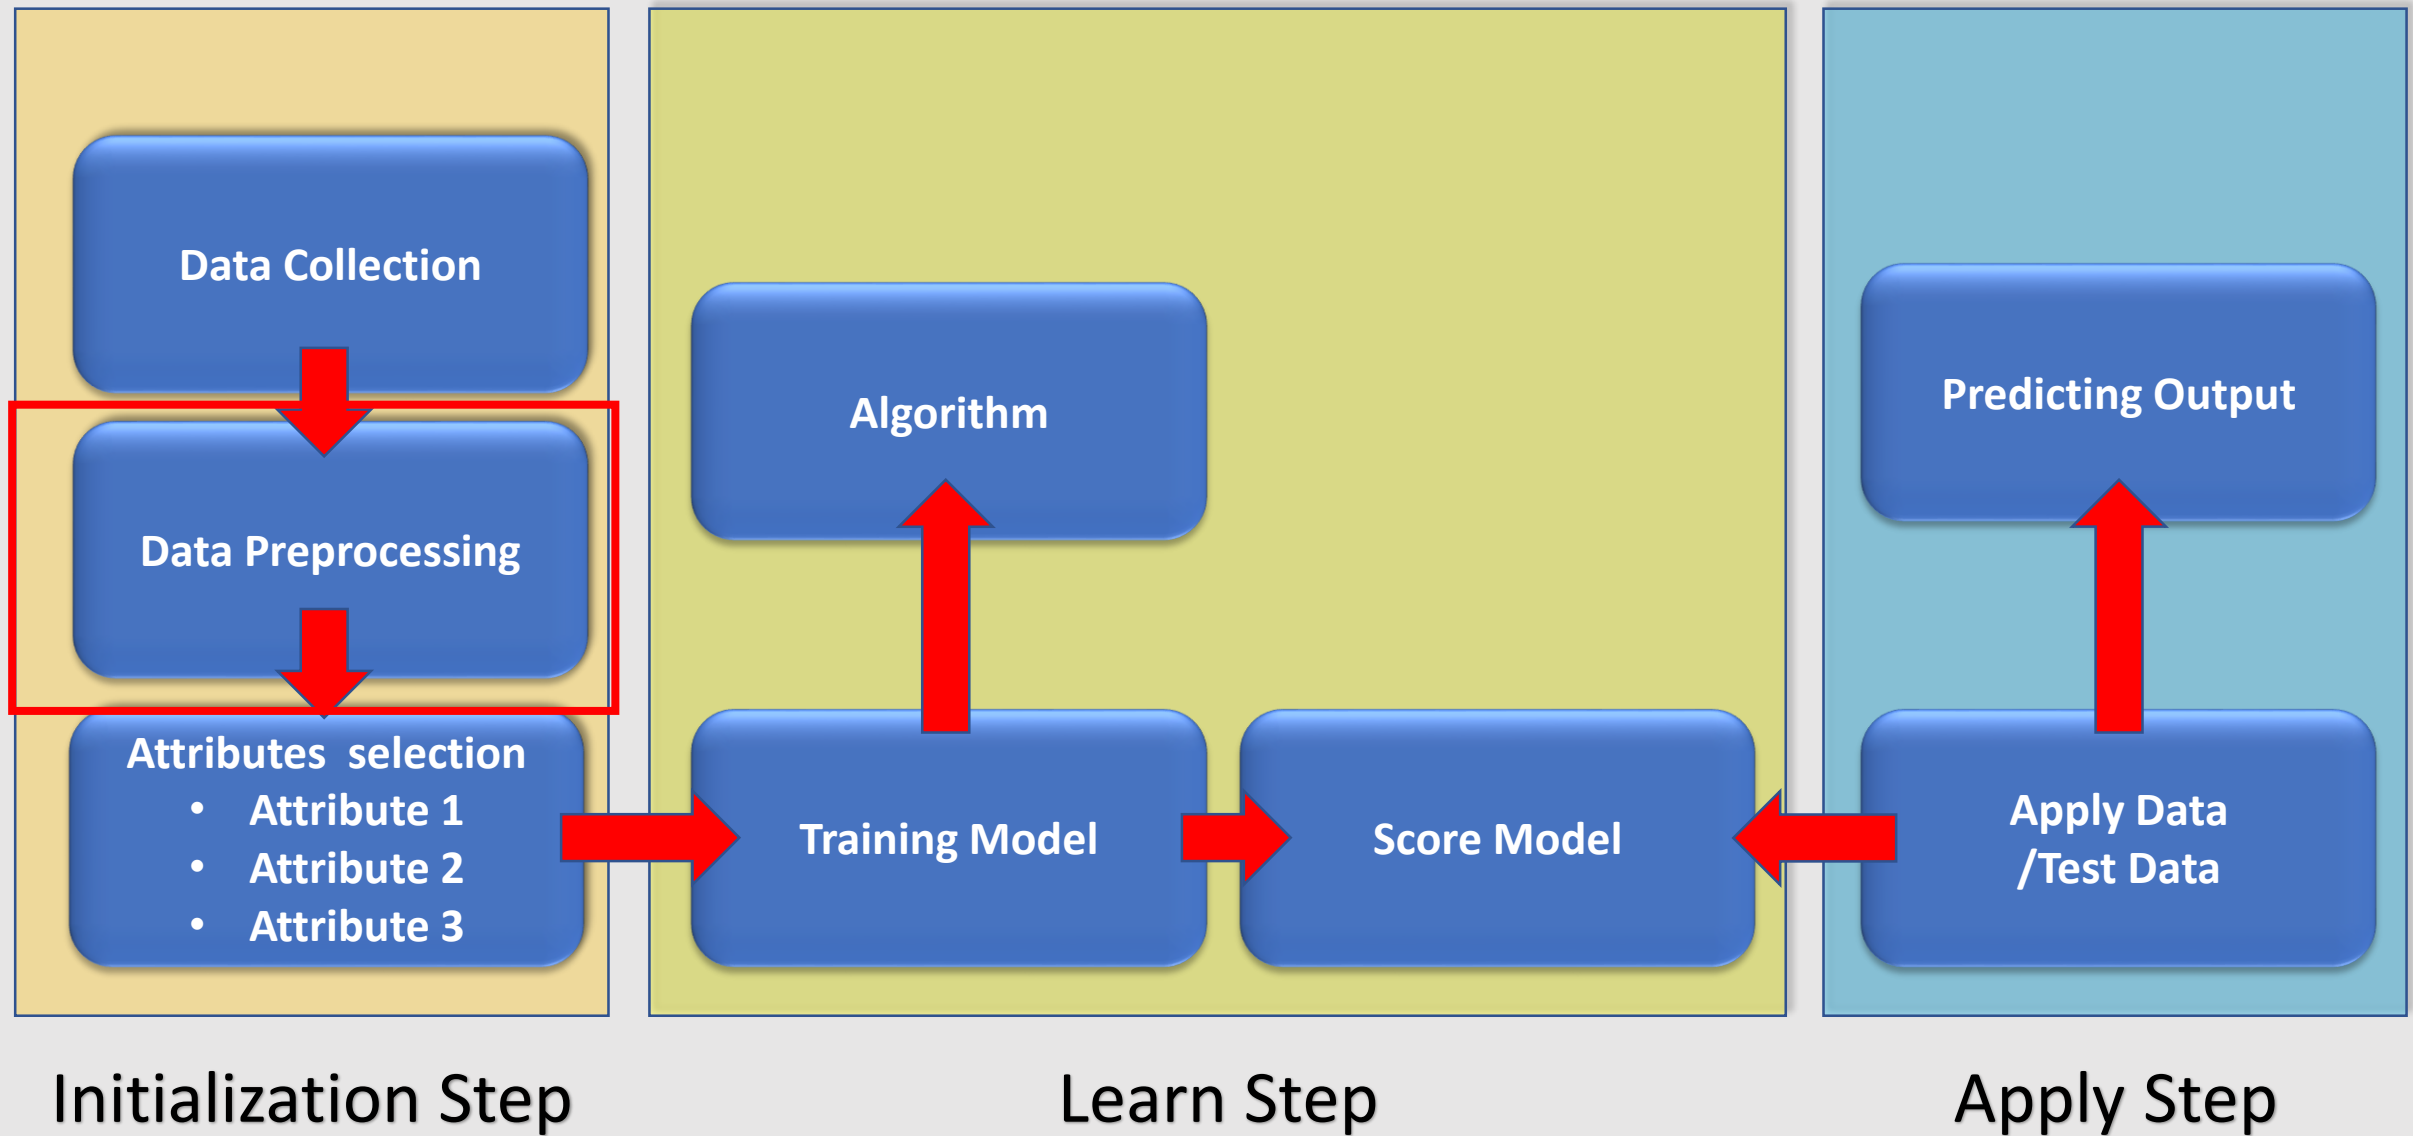 Data Collection
Data Preprocessing
Attributes selection
• Attribute 1
• Attribute 2
• Attribute 3
Initialization Step
Algorithm
Training Model
Score Model
Learn Step
Predicting Output
Apply Data
/Test Data
Apply Step